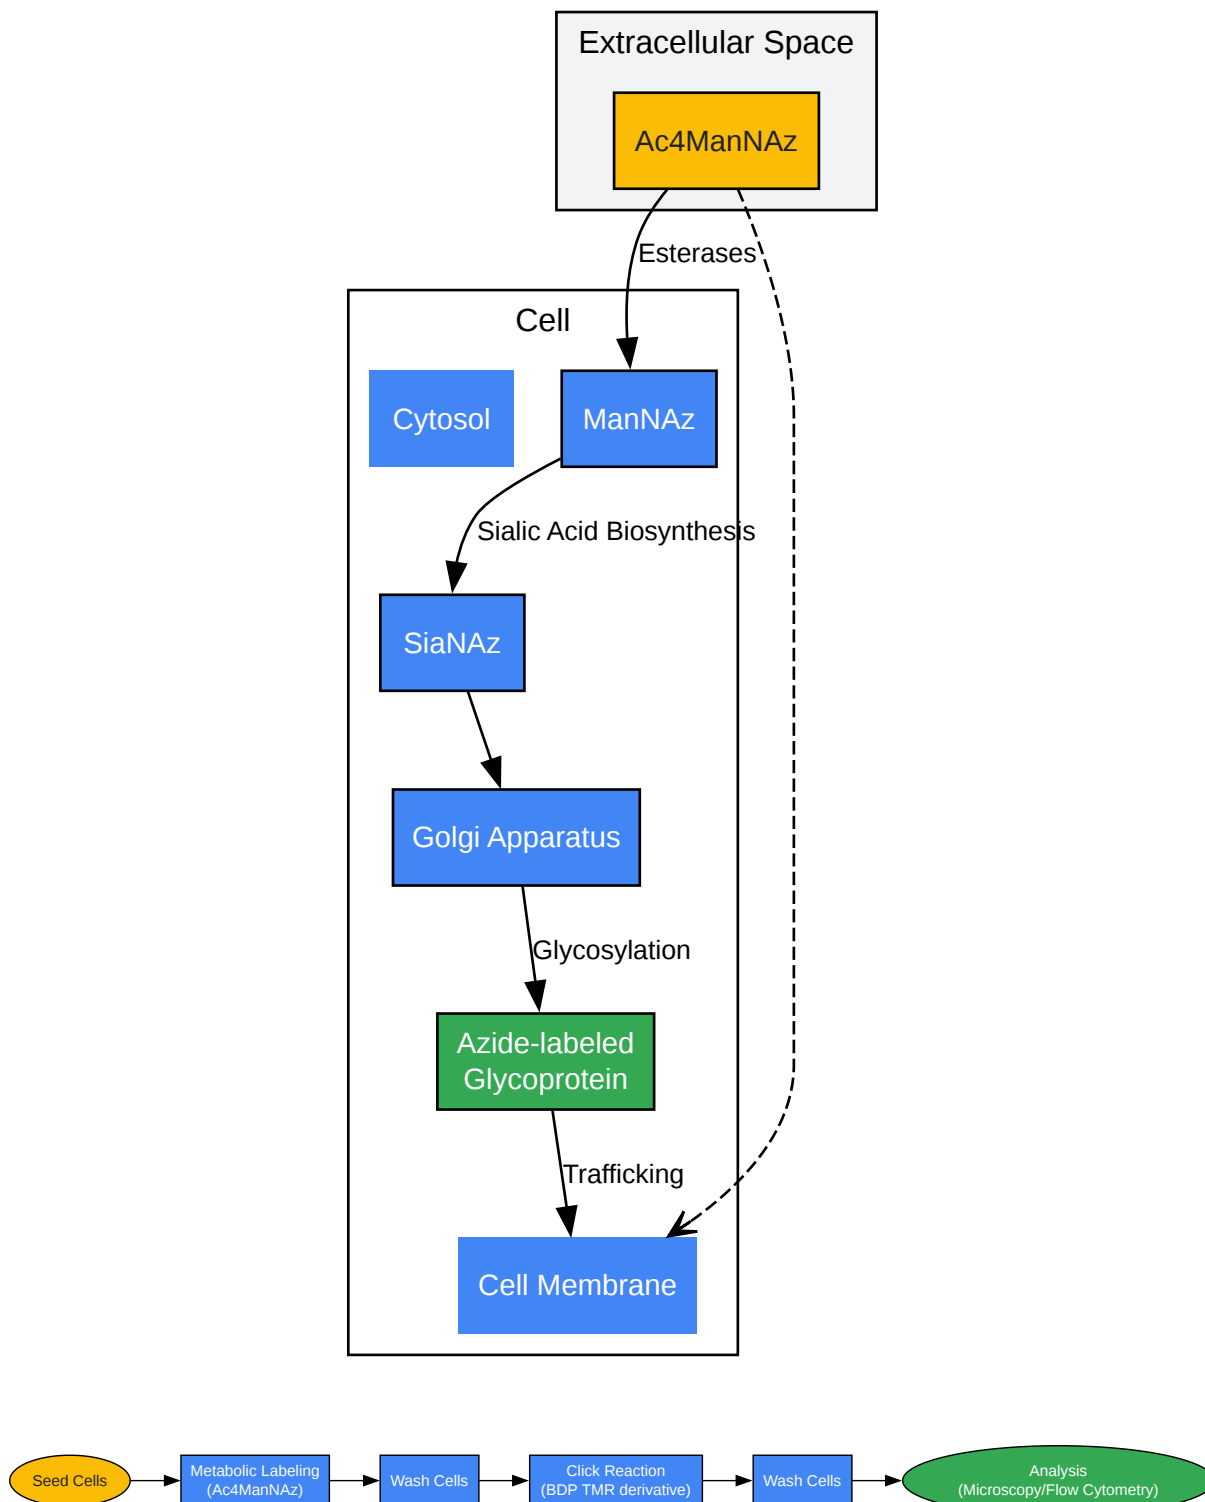 Extracellular Space
Ac4ManNAz
Esterases
Cell
Cytosol
ManNAz
Sialic Acid Biosynthesis
SiaNAz
Golgi Apparatus
Glycosylation
Azide-labeled
Glycoprotein
Trafficking
Cell Membrane
Seed Cells
Metabolic Labeling
(Ac4ManNAz)
Wash Cells
Click Reaction
(BDP TMR derivative)
Wash Cells
Analysis
(Microscopy/Flow Cytometry)